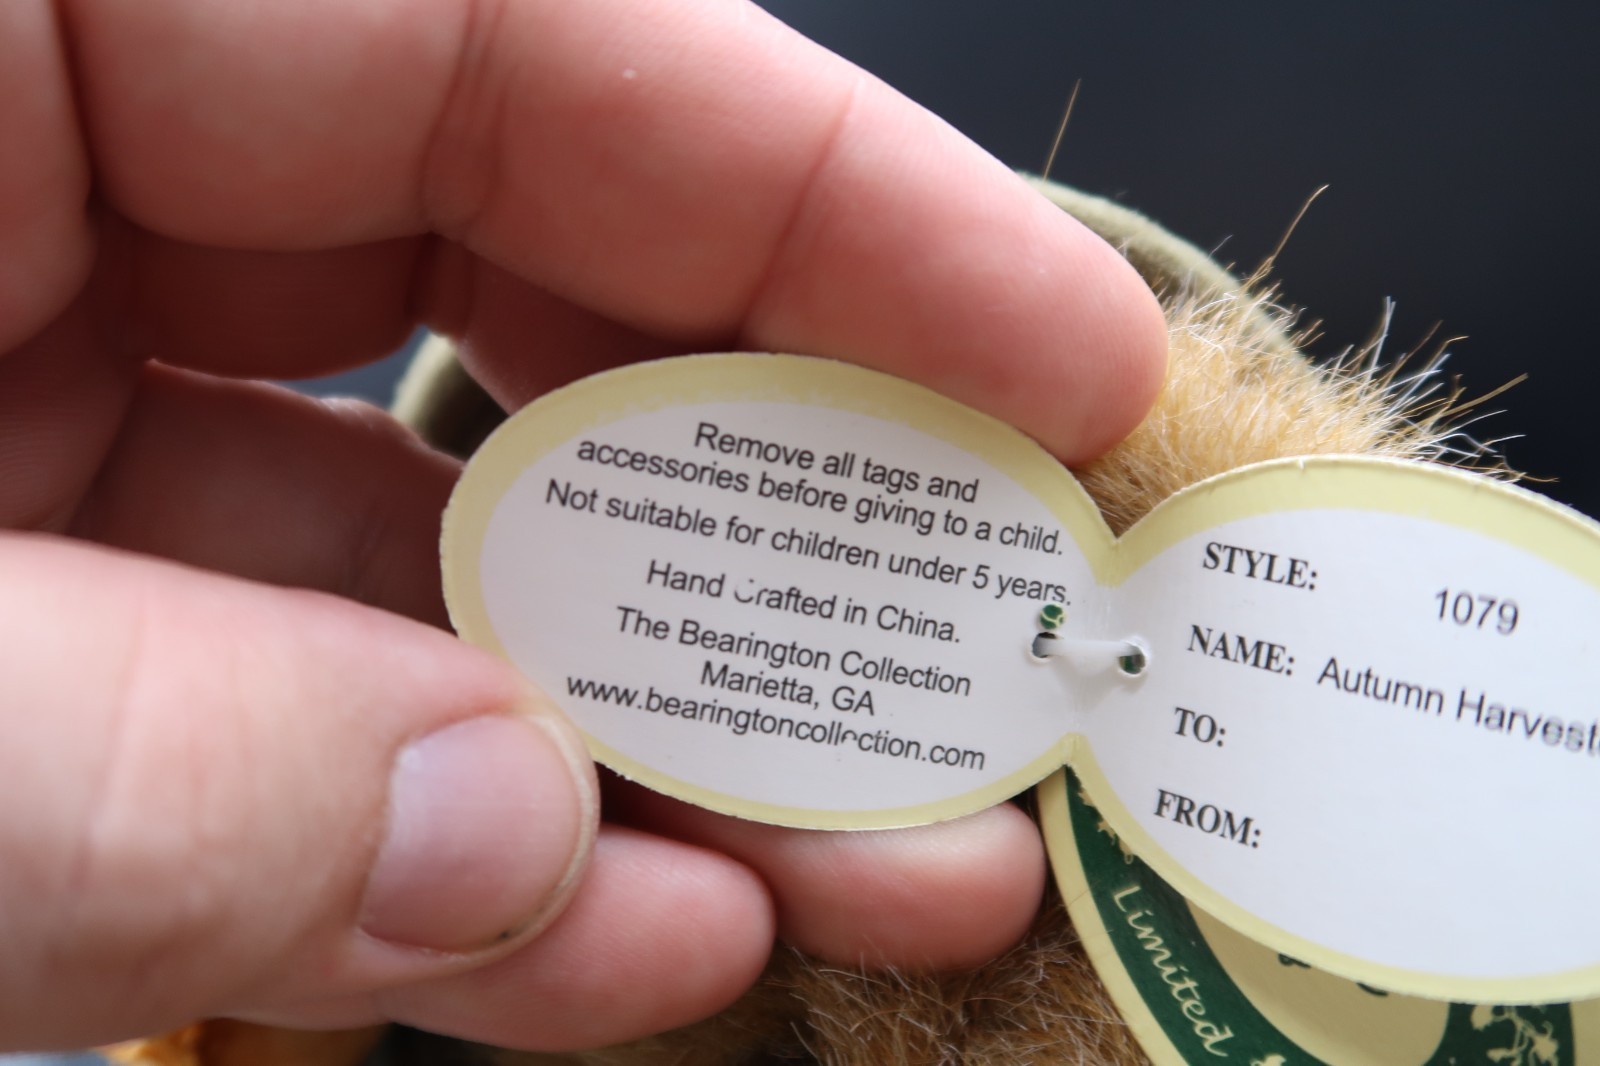 Remove all tags and
accessories before giving to a child.
Not suitable for children under 5 years.
Hand Crafted in China.
The Bearington Collection
Marietta, GA
www.bearingtoncollection.com
STYLE: 1079
NAME: Autumn Harveste
TO:
FROM:
Limited